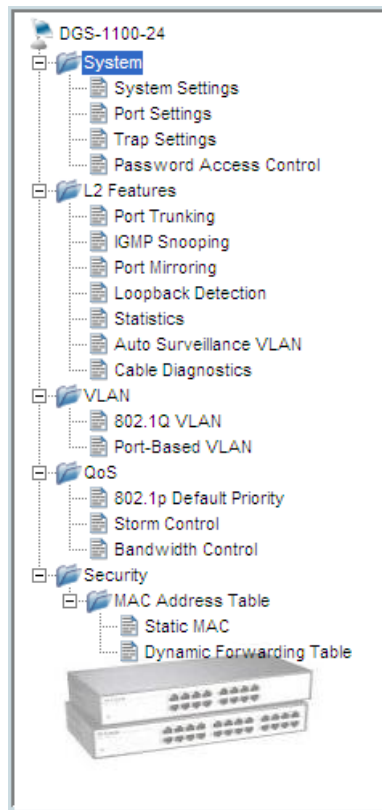 DGS-1100-24
System
System Settings
Port Settings
Trap Settings
Password Access Control
L2 Features
Port Trunking
IGMP Snooping
Port Mirroring
Loopback Detection
Statistics
Auto Surveillance VLAN
Cable Diagnostics
VLAN
802.1Q VLAN
Port-Based VLAN
QoS
802.1p Default Priority
Storm Control
Bandwidth Control
Security
MAC Address Table
Static MAC
Dynamic Forwarding Table